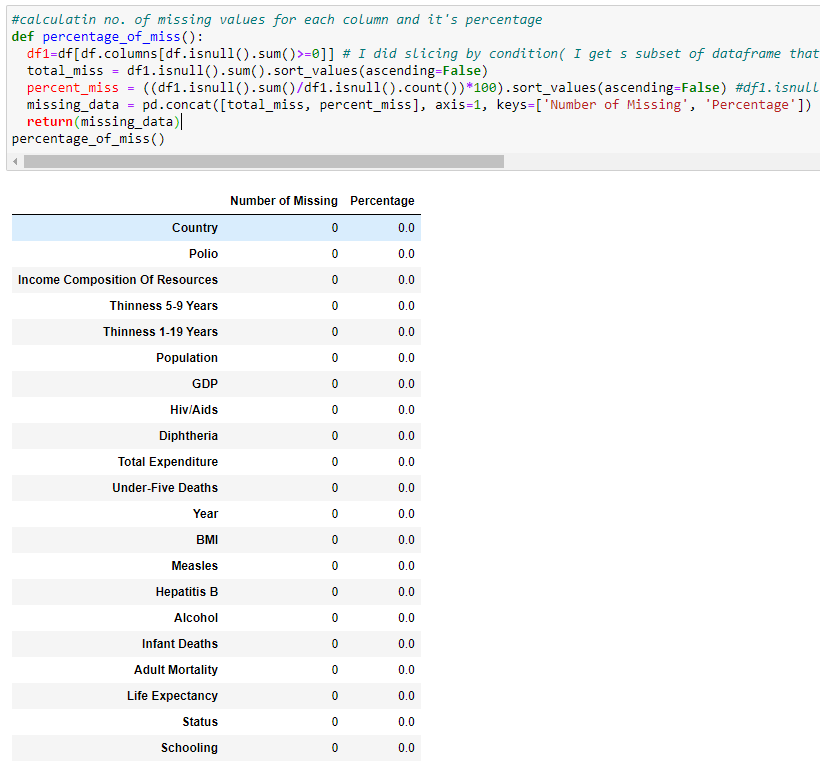 #calculatin no. of missing values for each column and it's percentage
def percentage_of_miss():
df1=df[df.columns[df.isnull().sum()>=0]] # I did slicing by condition( I get s subset of dataframe that
total_miss = df1.isnull().sum().sort_values(ascending=False)
percent_miss = ((df1.isnull().sum()/df1.isnull().count())*100).sort_values(ascending=False) #df1.isnull
missing_data = pd.concat([total_miss, percent_miss], axis=1, keys=['Number of Missing', 'Percentage'])
return(missing_data)
percentage_of_miss()
Number of Missing Percentage
Country 0 0.0
Polio 0 0.0
Income Composition Of Resources 0 0.0
Thinness 5-9 Years 0 0.0
Thinness 1-19 Years 0 0.0
Population 0 0.0
GDP 0 0.0
Hiv/Aids 0 0.0
Diphtheria 0 0.0
Total Expenditure 0 0.0
Under-Five Deaths 0 0.0
Year 0 0.0
BMI 0 0.0
Measles 0 0.0
Hepatitis B 0 0.0
Alcohol 0 0.0
Infant Deaths 0 0.0
Adult Mortality 0 0.0
Life Expectancy 0 0.0
Status 0 0.0
Schooling 0 0.0